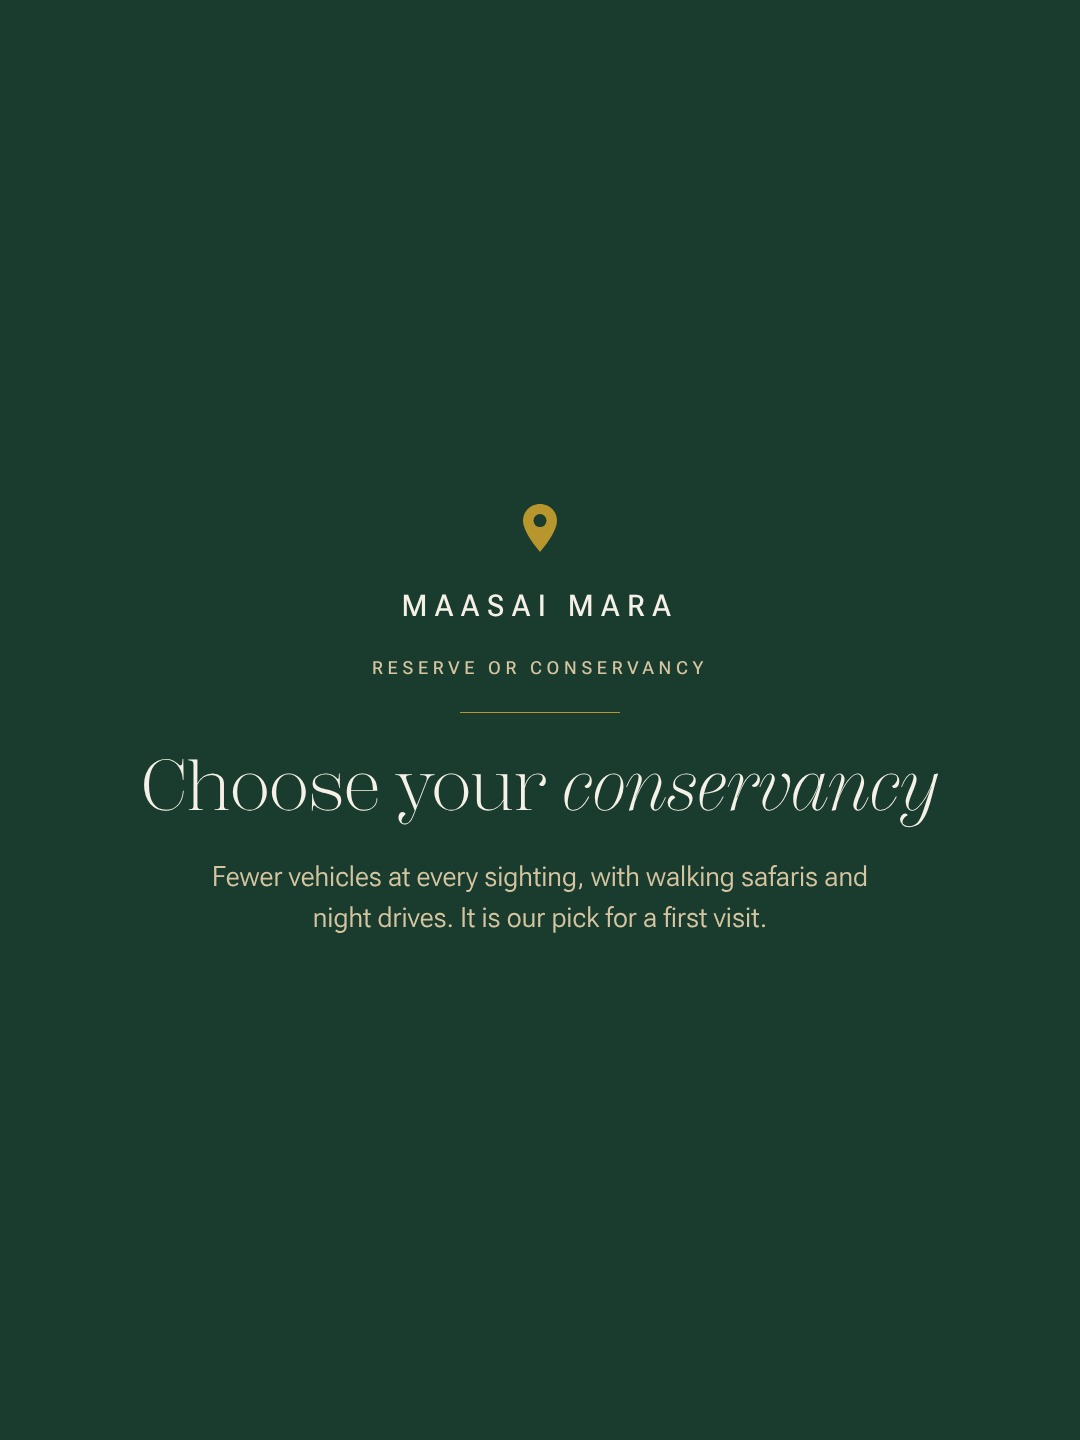 MAASAI MARA
RESERVE OR CONSERVANCY
Choose your conservancy
Fewer vehicles at every sighting, with walking safaris and
night drives. It is our pick for a first visit.